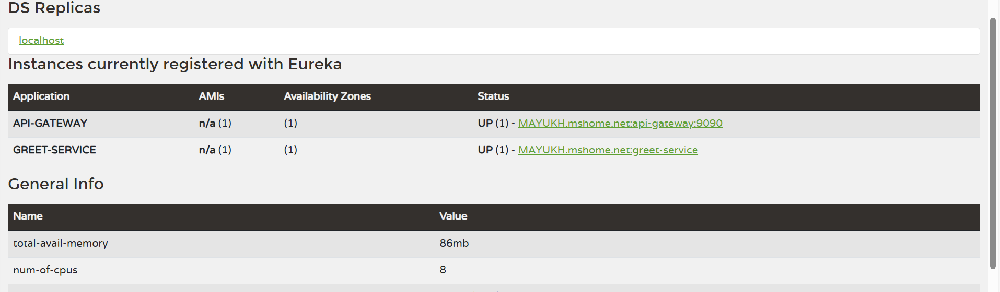 DS Replicas
localhost
Instances currently registered with Eureka
Application AMIs Availability Zones Status
API-GATEWAY n/a (1) (1) UP (1) - MAYUKH.mshome.net:api-gateway:9090
GREET-SERVICE n/a (1) (1) UP (1) - MAYUKH.mshome.net:greet-service
General Info
Name Value
total-avail-memory 86mb
num-of-cpus 8